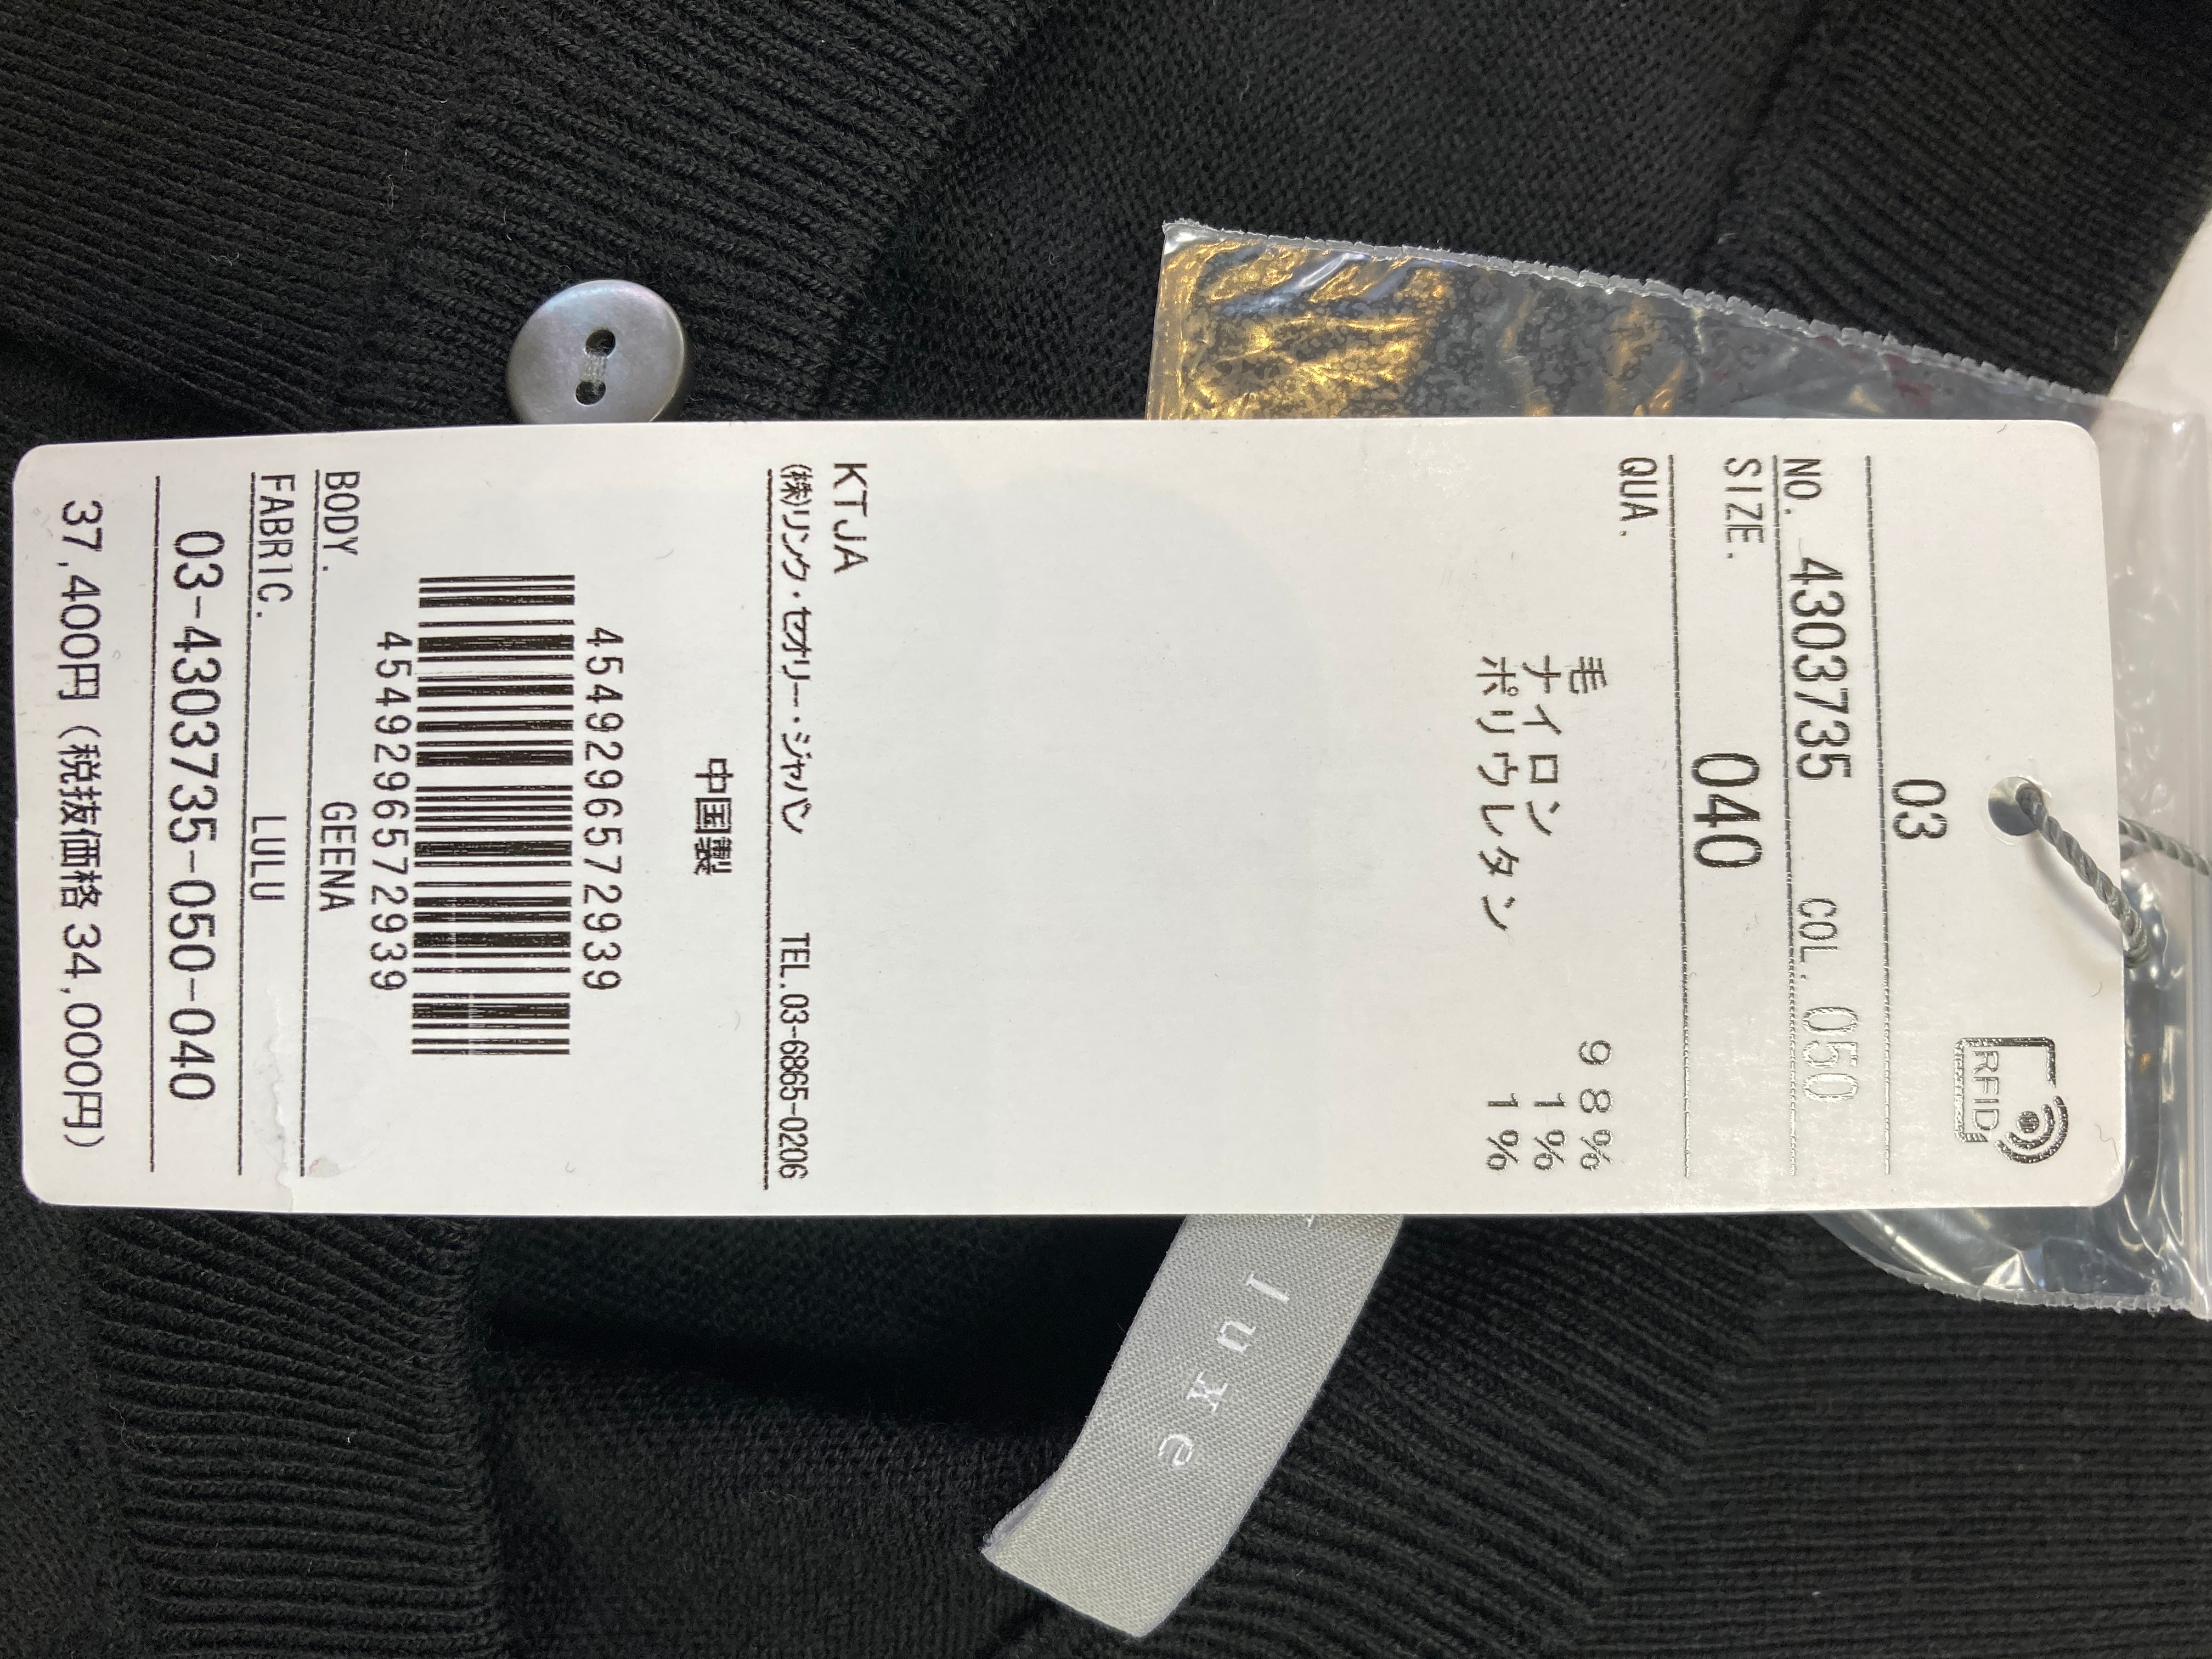 RFID
03
NO. 4303735 COL. 050
SIZE. 040
QUA.
毛 98%
ナイロン 1%
ポリウレタン 1%
KTJA
㈱リンク・セオリー・ジャパン TEL.03-6865-0206
中国製
4549296572939
4549296572939
BODY. GEENA
FABRIC. LULU
03-4303735-050-040
37,400円(税抜価格 34,000円)
luxe